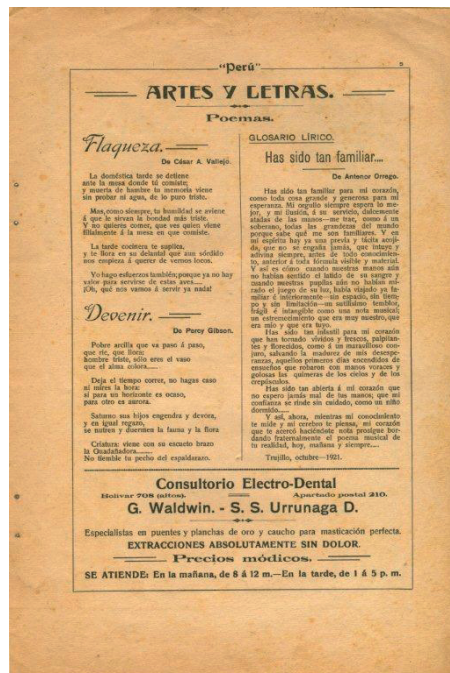 "Perú"
5
ARTES Y LETRAS.
Poemas.
Flaqueza.
De César A. Vallejo.
La doméstica tarde se detiene
ante la mesa donde tú comiste;
y muerta de hambre tu memoria viene
sin probar ni agua, de lo puro triste.
Mas, como siempre, tu humildad se aviene
á que le sirvan la bondad más triste.
Y no quieres comer, que ves quien viene
filialmente á la mesa en que comiste.
La tarde cocinera te suplica,
y te llora en su delantal que aún sórdido
nos empieza á querer de vernos locos.
Yo hago esfuerzos también; porque ya no hay
valor para servirse de estas aves....
¡Oh, qué nos vamos á servir ya nada!
Devenir.
De Percy Gibson.
Pobre arcilla que va paso á paso,
que ríe, que llora;
hombre triste, sólo eres el vaso
que el alma colora....
Deja el tiempo correr, no hagas caso
ni mires la hora;
si para un horizonte es ocaso,
para otro es aurora.
Saturno sus hijos engendra y devora,
y en igual regazo,
se nutren y duermen la fauna y la flora
Criatura: viene con su escueto brazo
la Guadañadora....
No tiemble tu pecho del espaldarazo.
GLOSARIO LÍRICO.
Has sido tan familiar....
De Antenor Orrego.
Has sido tan familiar para mi corazón,
como toda cosa grande y generosa para mi
esperanza. Mi orgullo siempre espera lo me-
jor, y mi ilusión, á su servicio, dulcemente
atadas de las manos—me trae, como á un
soberano, todas las grandezas del mundo
porque sabe qué me son familiares. Y en
mi espíritu hay ya una previa y tácita acogi-
da, que no se engaña jamás, que intuye y
adivina siempre, antes de todo conocimien-
to, anterior á toda fórmula visible y material.
Y así es cómo cuando nuestras manos aún
no habían sentido el latido de su sangre y
cuando nuestras pupilas aún no habían mi-
rado el juego de su luz, había viajado ya fa-
miliar é interiormente—sin espacio, sin tiem-
po y sin limitación—un sutilísimo temblor,
frágil é intangible como una nota musical;
un estremecimiento que era muy nuestro, que
era mío y que era tuyo.
Has sido tan infantil para mi corazón
que han tornado vívidos y frescos, palpitan-
tes y florecidos, como á un maravilloso con-
juro, salvando la madurez de mis desespe-
ranzas, aquellos primeros días encendidos de
ensueños que robaron con manos voraces y
golosas las quimeras de los cielos y de los
crepúsculos.
Has sido tan abierta á mi corazón que
no espero jamás mal de tus manos; que mi
confianza se rinde sin cuidado, como un niño
dormido....
Y así, ahora, mientras mi conocimiento
te mide y mi cerebro te piensa, mi corazón
que te acercó haciéndote nota prosigue bor-
dando fraternalmente el poema musical de
tu realidad, hoy, mañana y siempre....
Trujillo, octubre—1921.
Consultorio Electro-Dental
Bolívar 708 (altos).
Apartado postal 210.
G. Waldwin. - S. S. Urrunaga D.
Especialistas en puentes y planchas de oro y caucho para masticación perfecta.
EXTRACCIONES ABSOLUTAMENTE SIN DOLOR.
Precios módicos.
SE ATIENDE: En la mañana, de 8 á 12 m.—En la tarde, de 1 á 5 p. m.